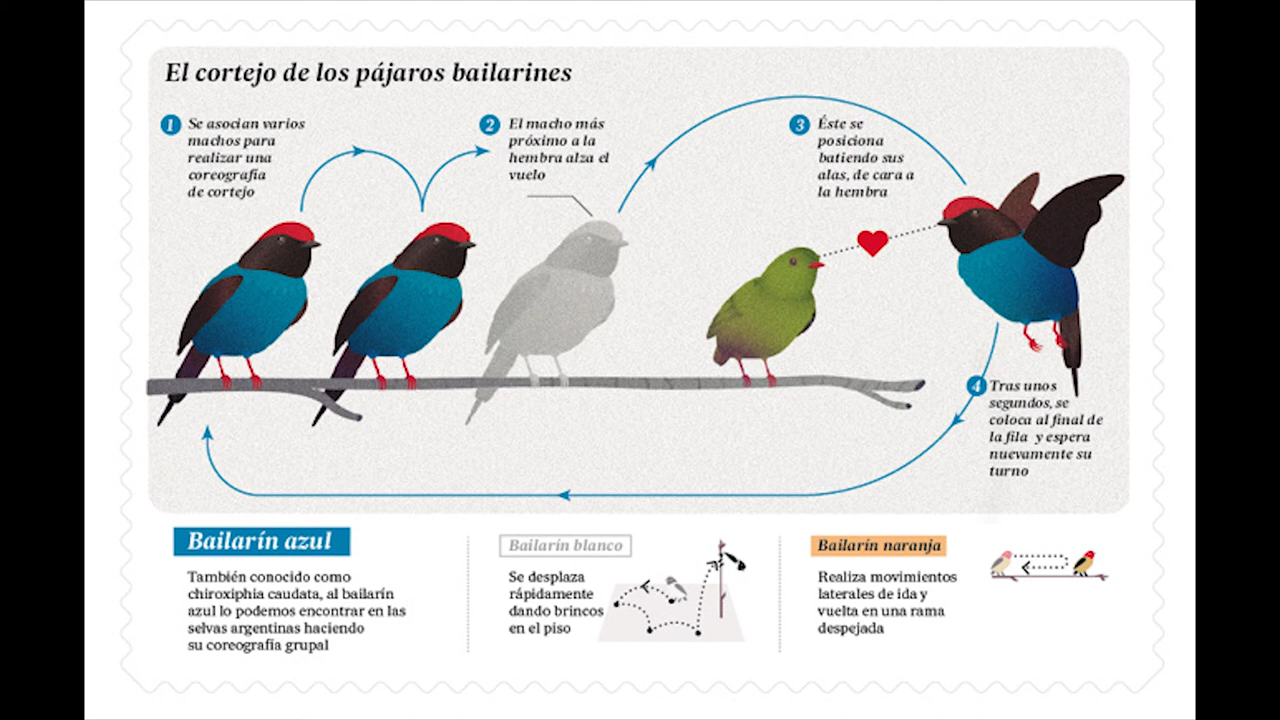 El cortejo de los pájaros bailarines
1
Se asocian varios
machos para
realizar una
coreografía
de cortejo
2
El macho más
próximo a la
hembra alza el
vuelo
3
Éste se
posiciona
batiendo sus
alas, de cara a
la hembra
4
Tras unos
segundos, se
coloca al final de
la fila y espera
nuevamente su
turno
Bailarín azul
También conocido como
chiroxiphia caudata, al bailarín
azul lo podemos encontrar en las
selvas argentinas haciendo
su coreografía grupal
Bailarín blanco
Se desplaza
rápidamente
dando brincos
en el piso
Bailarín naranja
Realiza movimientos
laterales de ida y
vuelta en una rama
despejada